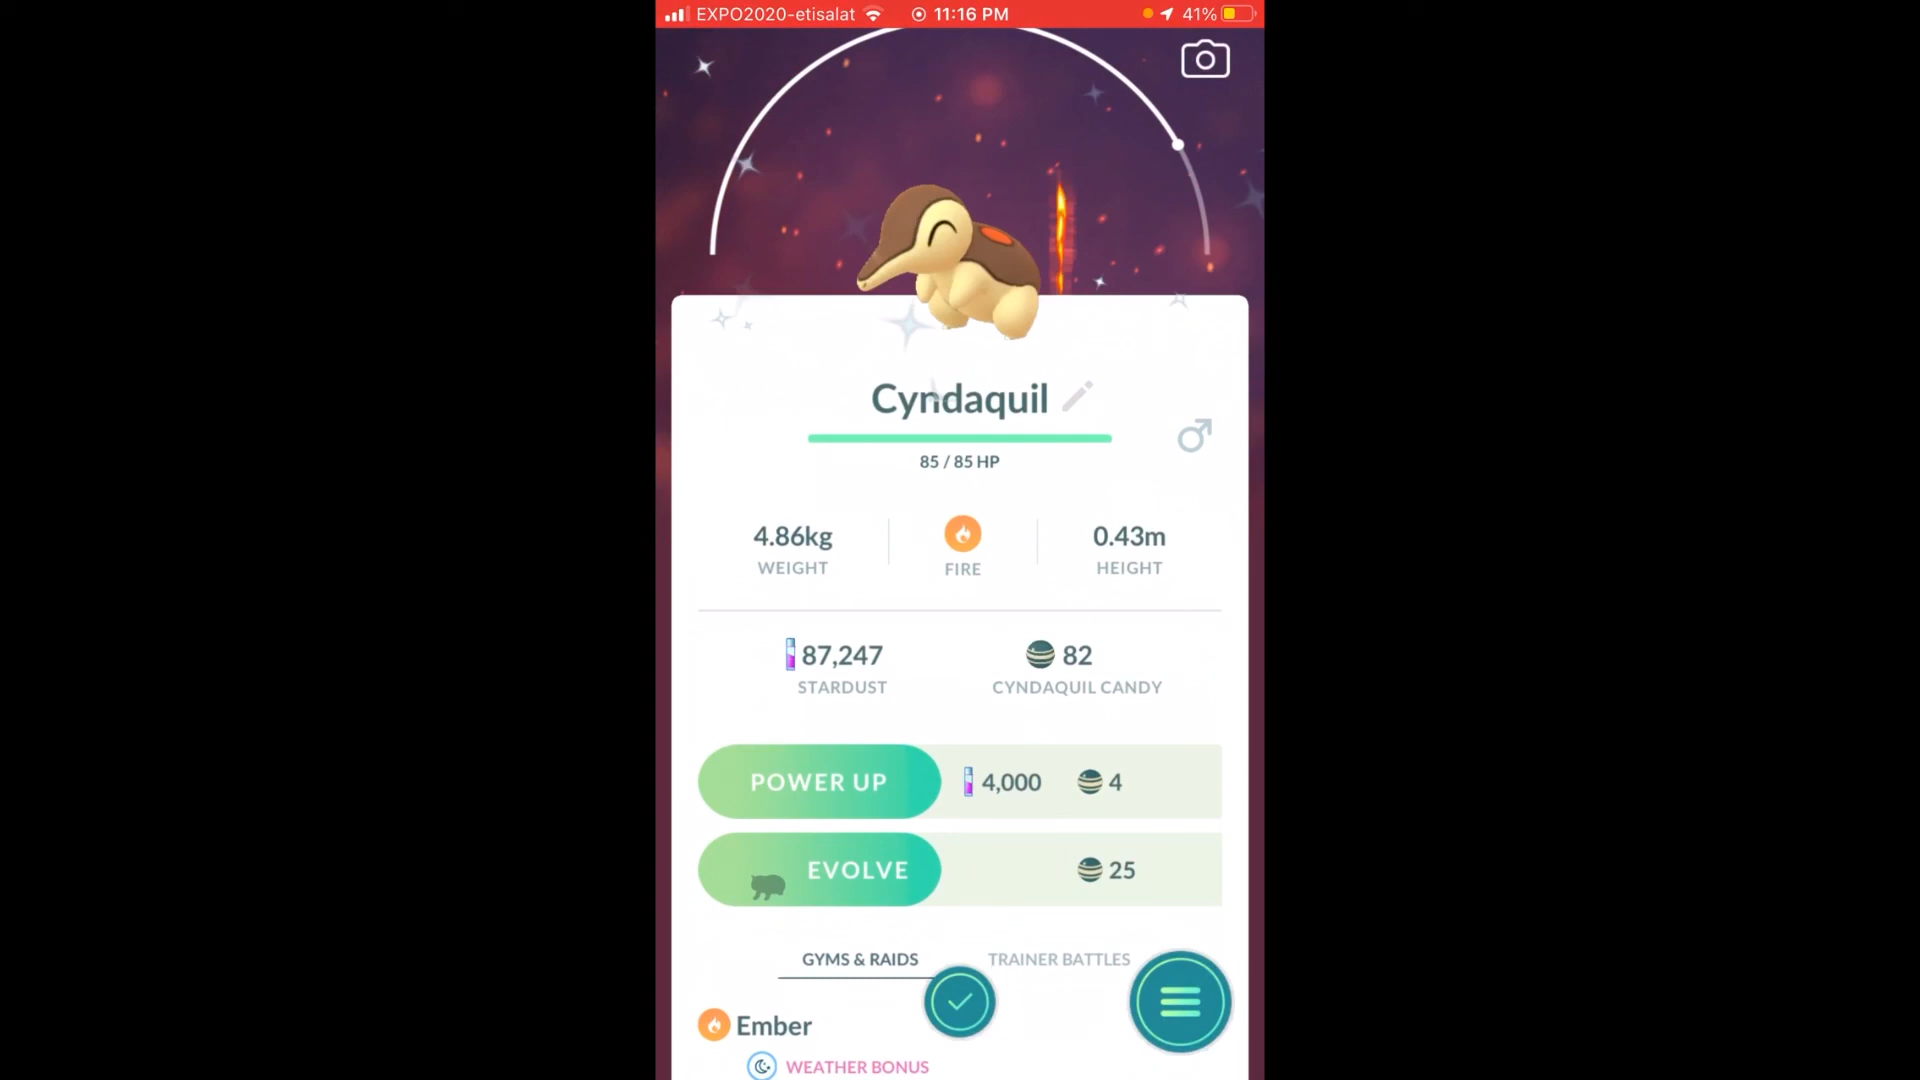 EXPO2020-etisalat 11:16 PM 41%
Cyndaquil
85 / 85 HP
4.86kg
WEIGHT
FIRE
0.43m
HEIGHT
87,247
STARDUST
82
CYNDAQUIL CANDY
POWER UP 4,000 4
EVOLVE 25
GYMS & RAIDS TRAINER BATTLES
Ember
WEATHER BONUS